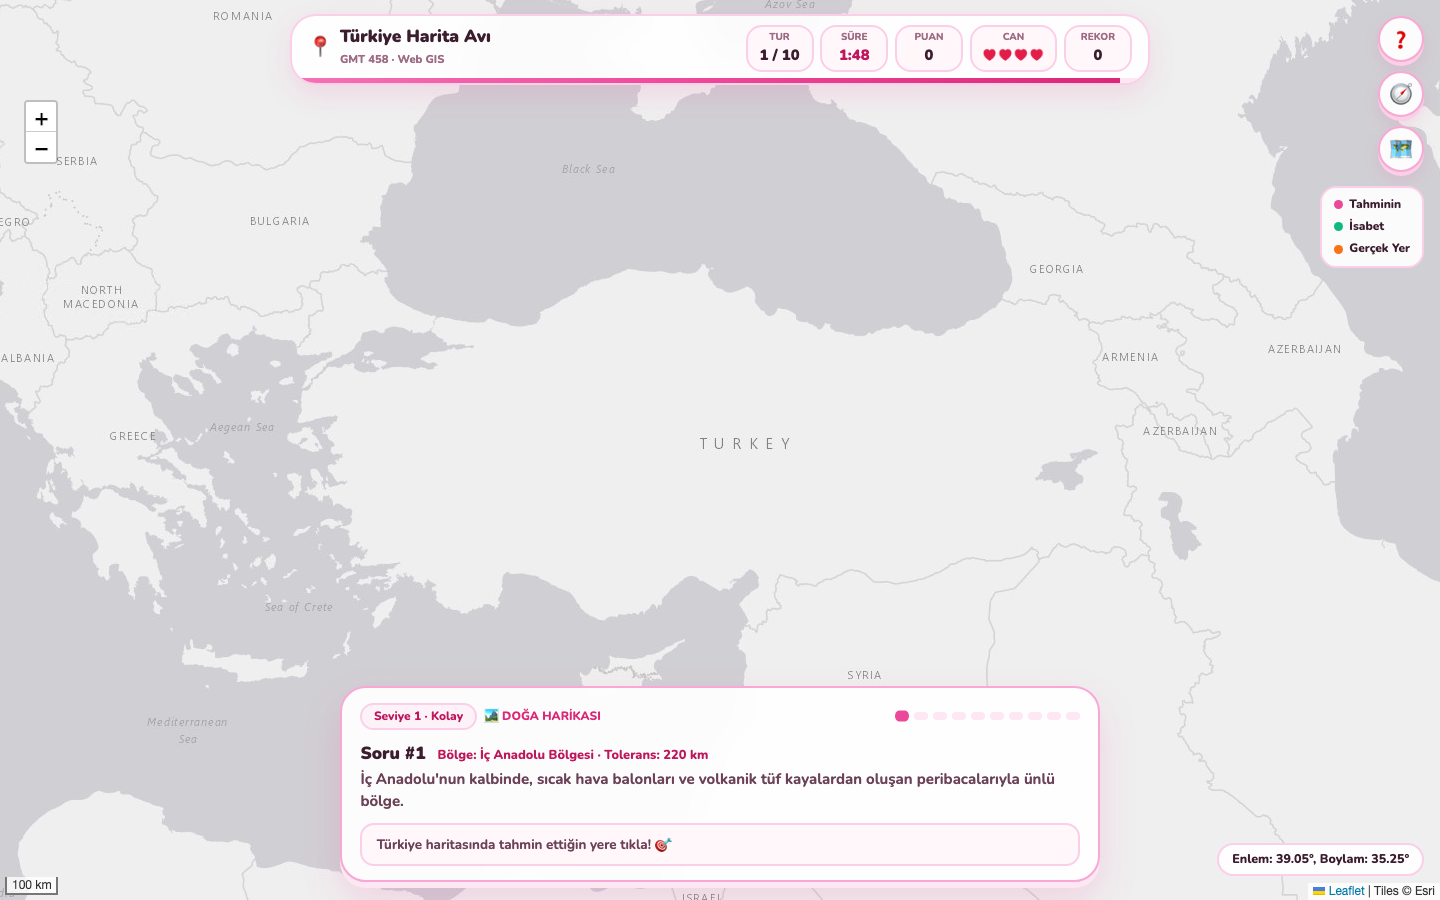 ROMANIA
Azov Sea
Türkiye Harita Avı
GMT 458 · Web GIS
TUR
1 / 10
SÜRE
1:48
PUAN
0
CAN
REKOR
0
+
−
SERBIA
Black Sea
EGRO
BULGARIA
Tahminin
İsabet
Gerçek Yer
GEORGIA
NORTH
MACEDONIA
ALBANIA
ARMENIA
AZERBAIJAN
GREECE
Aegean Sea
TURKEY
AZERBAIJAN
Sea of Crete
SYRIA
Mediterranean
Sea
Seviye 1 · Kolay
DOĞA HARİKASI
Soru #1 Bölge: İç Anadolu Bölgesi · Tolerans: 220 km
İç Anadolu'nun kalbinde, sıcak hava balonları ve volkanik tüf kayalardan oluşan peribacalarıyla ünlü
bölge.
Türkiye haritasında tahmin ettiğin yere tıkla!
Enlem: 39.05°, Boylam: 35.25°
100 km
Leaflet | Tiles © Esri
ISRAEL